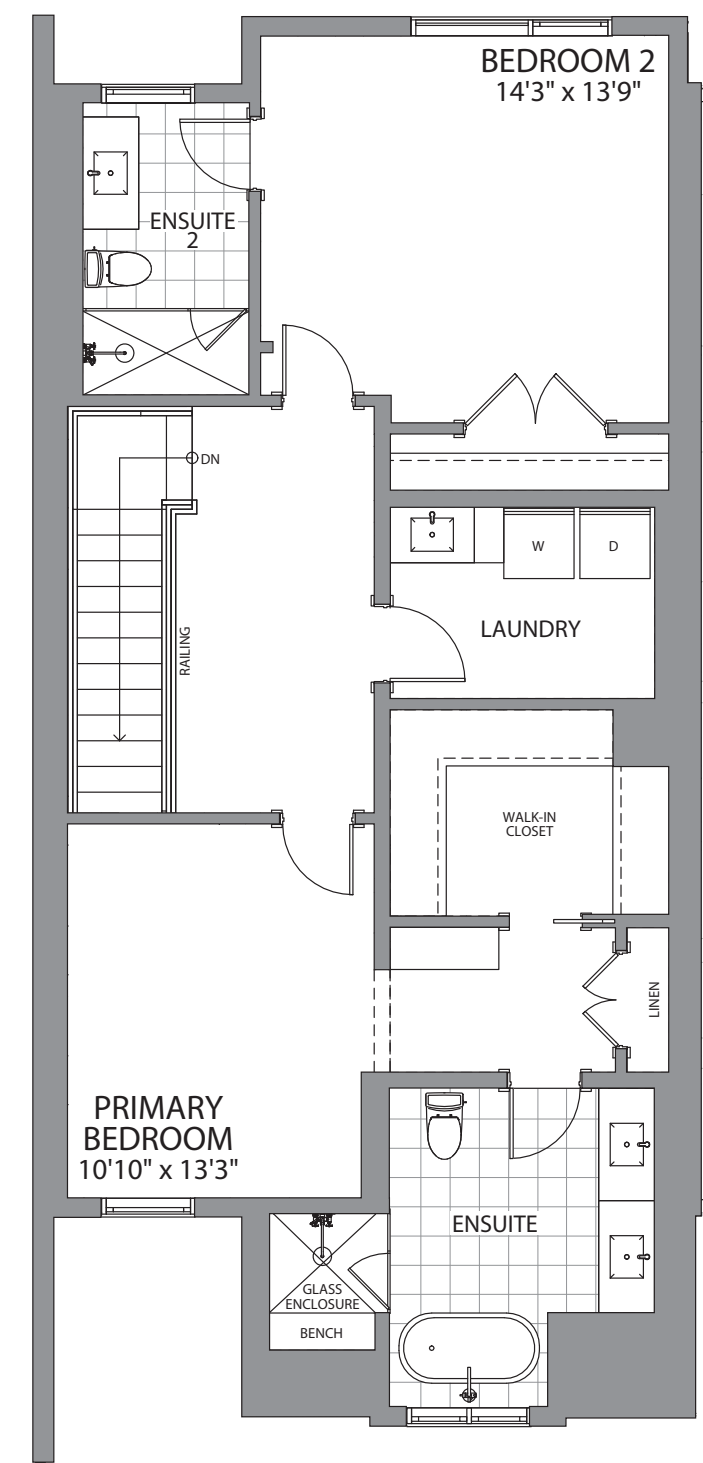 BEDROOM 2
14'3" x 13'9"
ENSUITE
2
DN
W
D
LAUNDRY
RAILING
WALK-IN
CLOSET
LINEN
PRIMARY
BEDROOM
10'10" x 13'3"
ENSUITE
GLASS
ENCLOSURE
BENCH